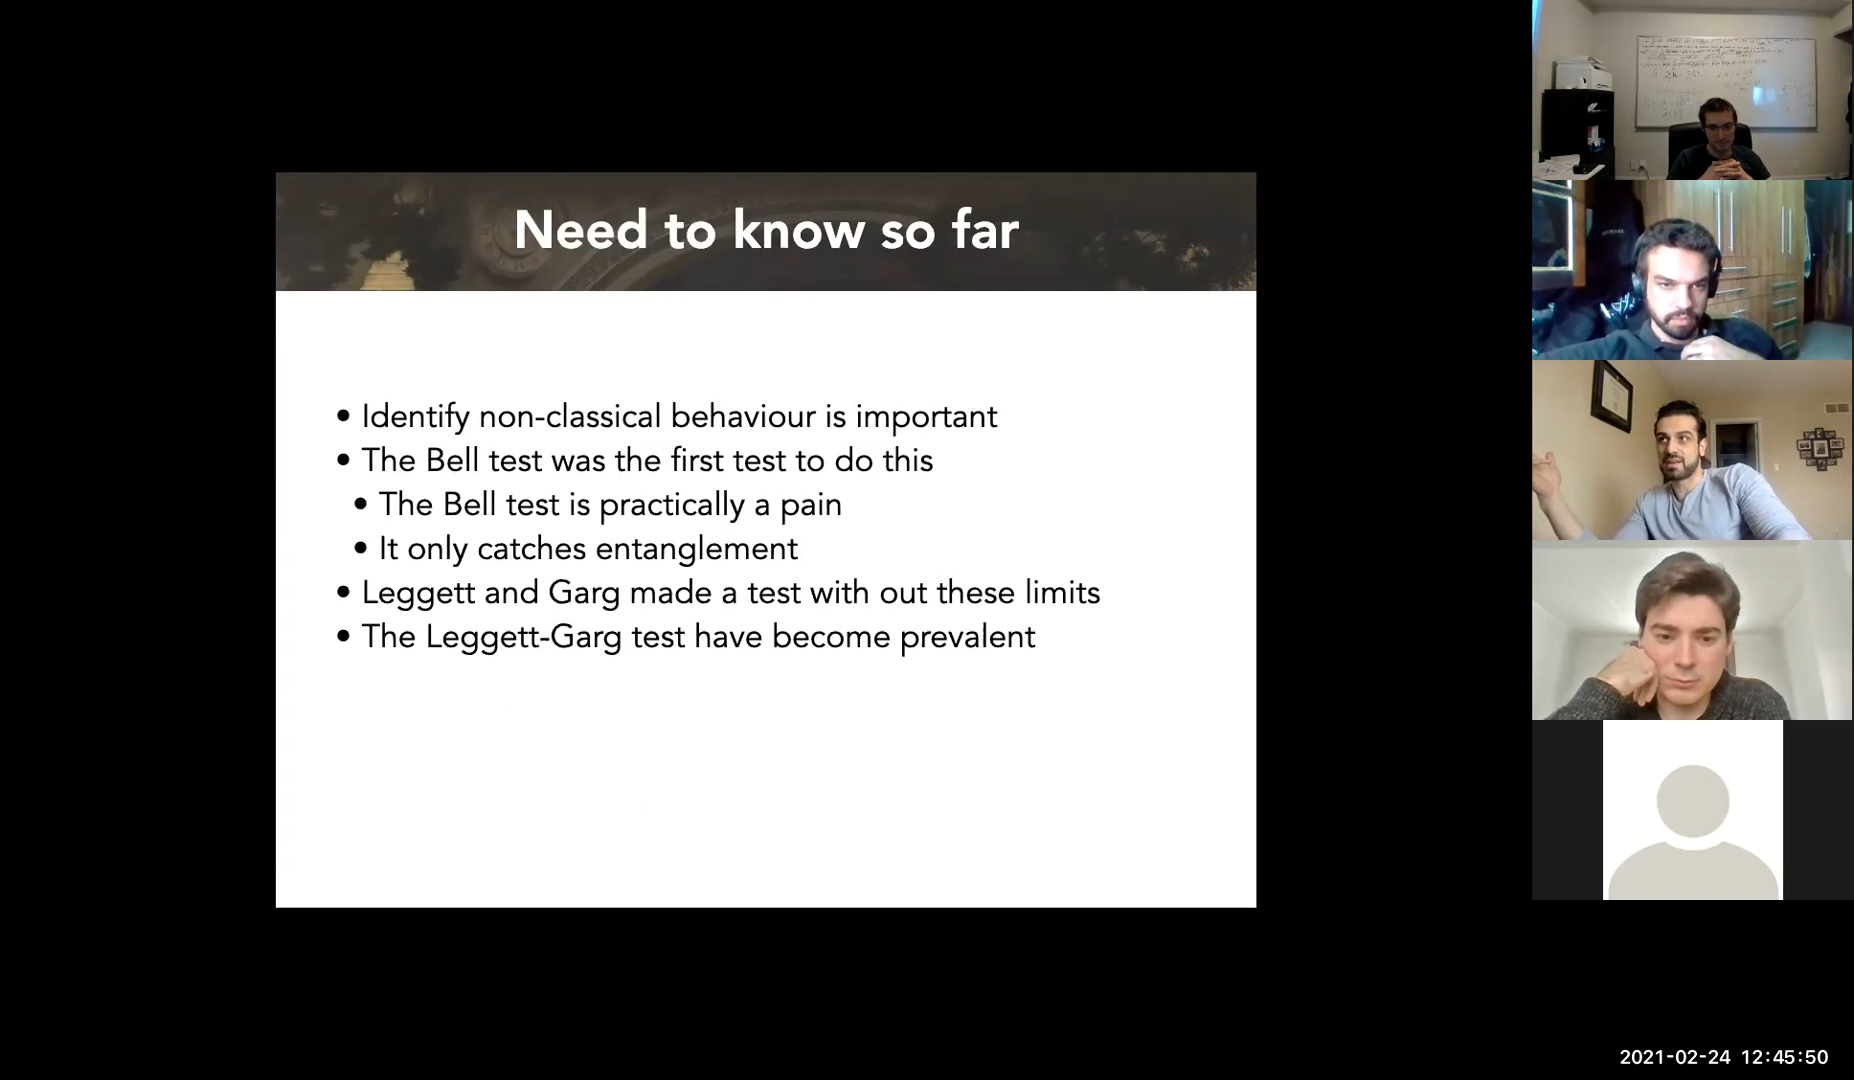 Need to know so far
• Identify non-classical behaviour is important
• The Bell test was the first test to do this
• The Bell test is practically a pain
• It only catches entanglement
• Leggett and Garg made a test with out these limits
• The Leggett-Garg test have become prevalent
2021-02-24 12:45:50